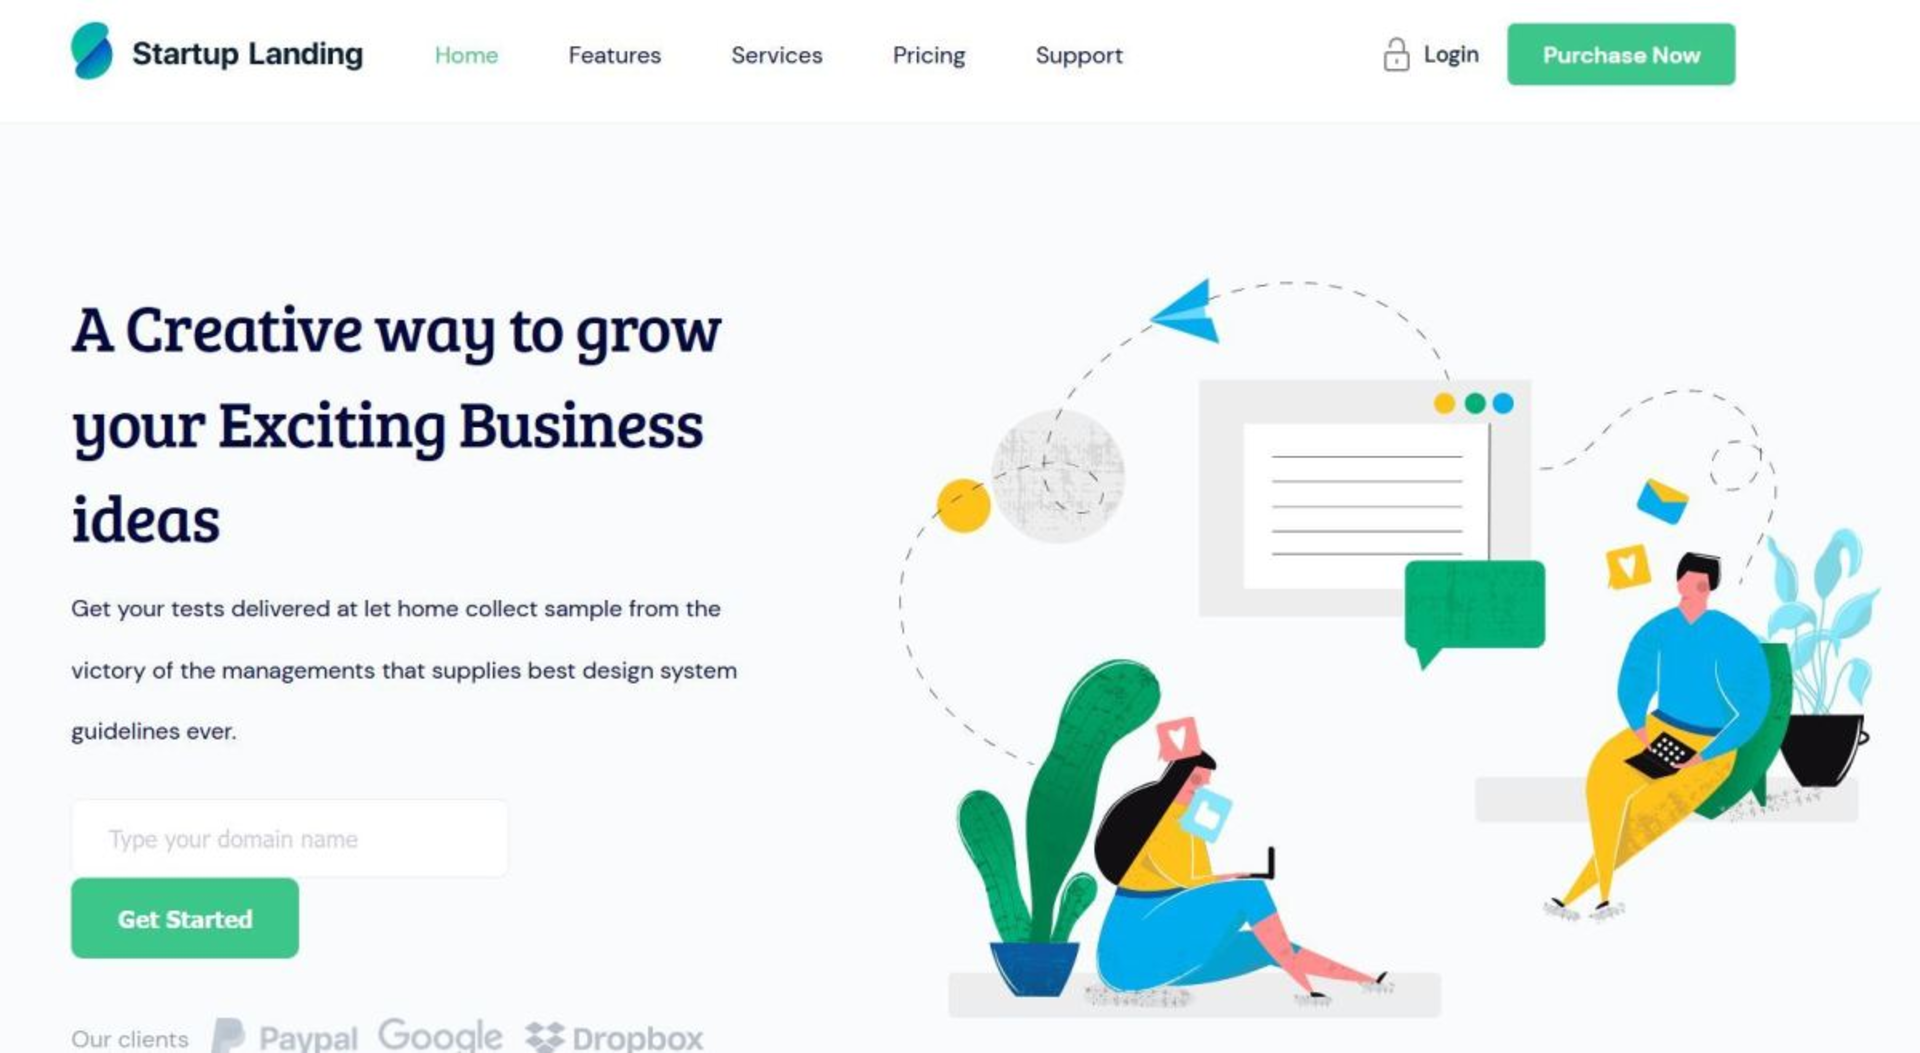 Startup Landing
Home
Features
Services
Pricing
Support
Login
Purchase Now
A Creative way to grow
your Exciting Business
ideas
Get your tests delivered at let home collect sample from the
victory of the managements that supplies best design system
guidelines ever.
Type your domain name
Get Started
Our clients
Paypal
Google
Dropbox